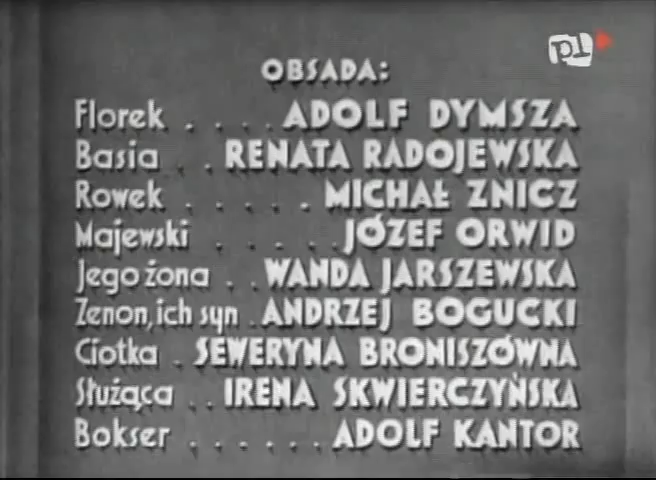 OBSADA:
Florek . . . . ADOLF DYMSZA
Basia . . RENATA RADOJEWSKA
Rowek . . . . . MICHAŁ ZNICZ
Majewski . . . . . JÓZEF ORWID
Jego żona . . WANDA JARSZEWSKA
Zenon, ich syn . ANDRZEJ BOGUCKI
Ciotka . SEWERYNA BRONISZÓWNA
Służąca . . IRENA SKWIERCZYŃSKA
Bokser . . . . . . ADOLF KANTOR